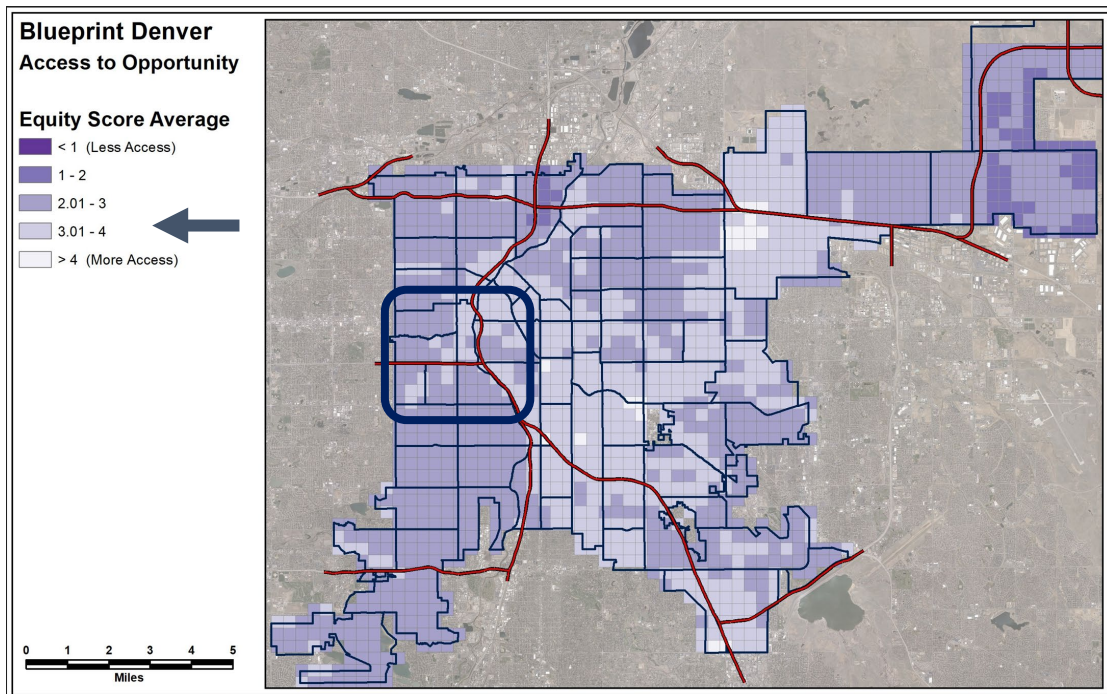 Blueprint Denver
Access to Opportunity
Equity Score Average
< 1 (Less Access)
1 - 2
2.01 - 3
3.01 - 4
> 4 (More Access)
0 1 2 3 4 5
Miles